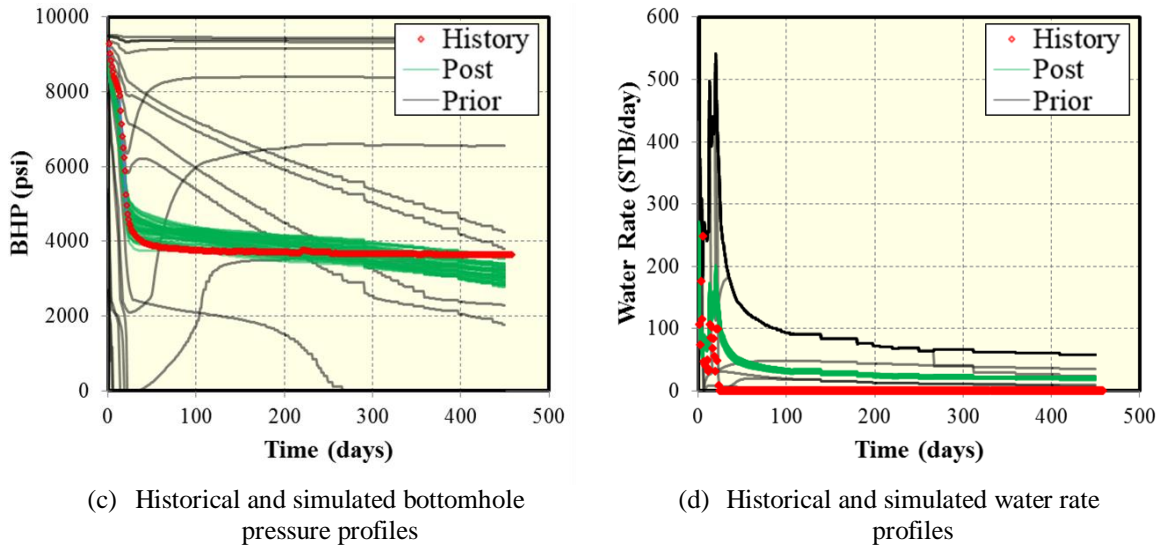 10000
8000
6000
4000
2000
0
BHP (psi)
0 100 200 300 400 500
Time (days)
History
Post
Prior
(c) Historical and simulated bottomhole
pressure profiles
600
500
400
300
200
100
0
Water Rate (STB/day)
0 100 200 300 400 500
Time (days)
History
Post
Prior
(d) Historical and simulated water rate
profiles